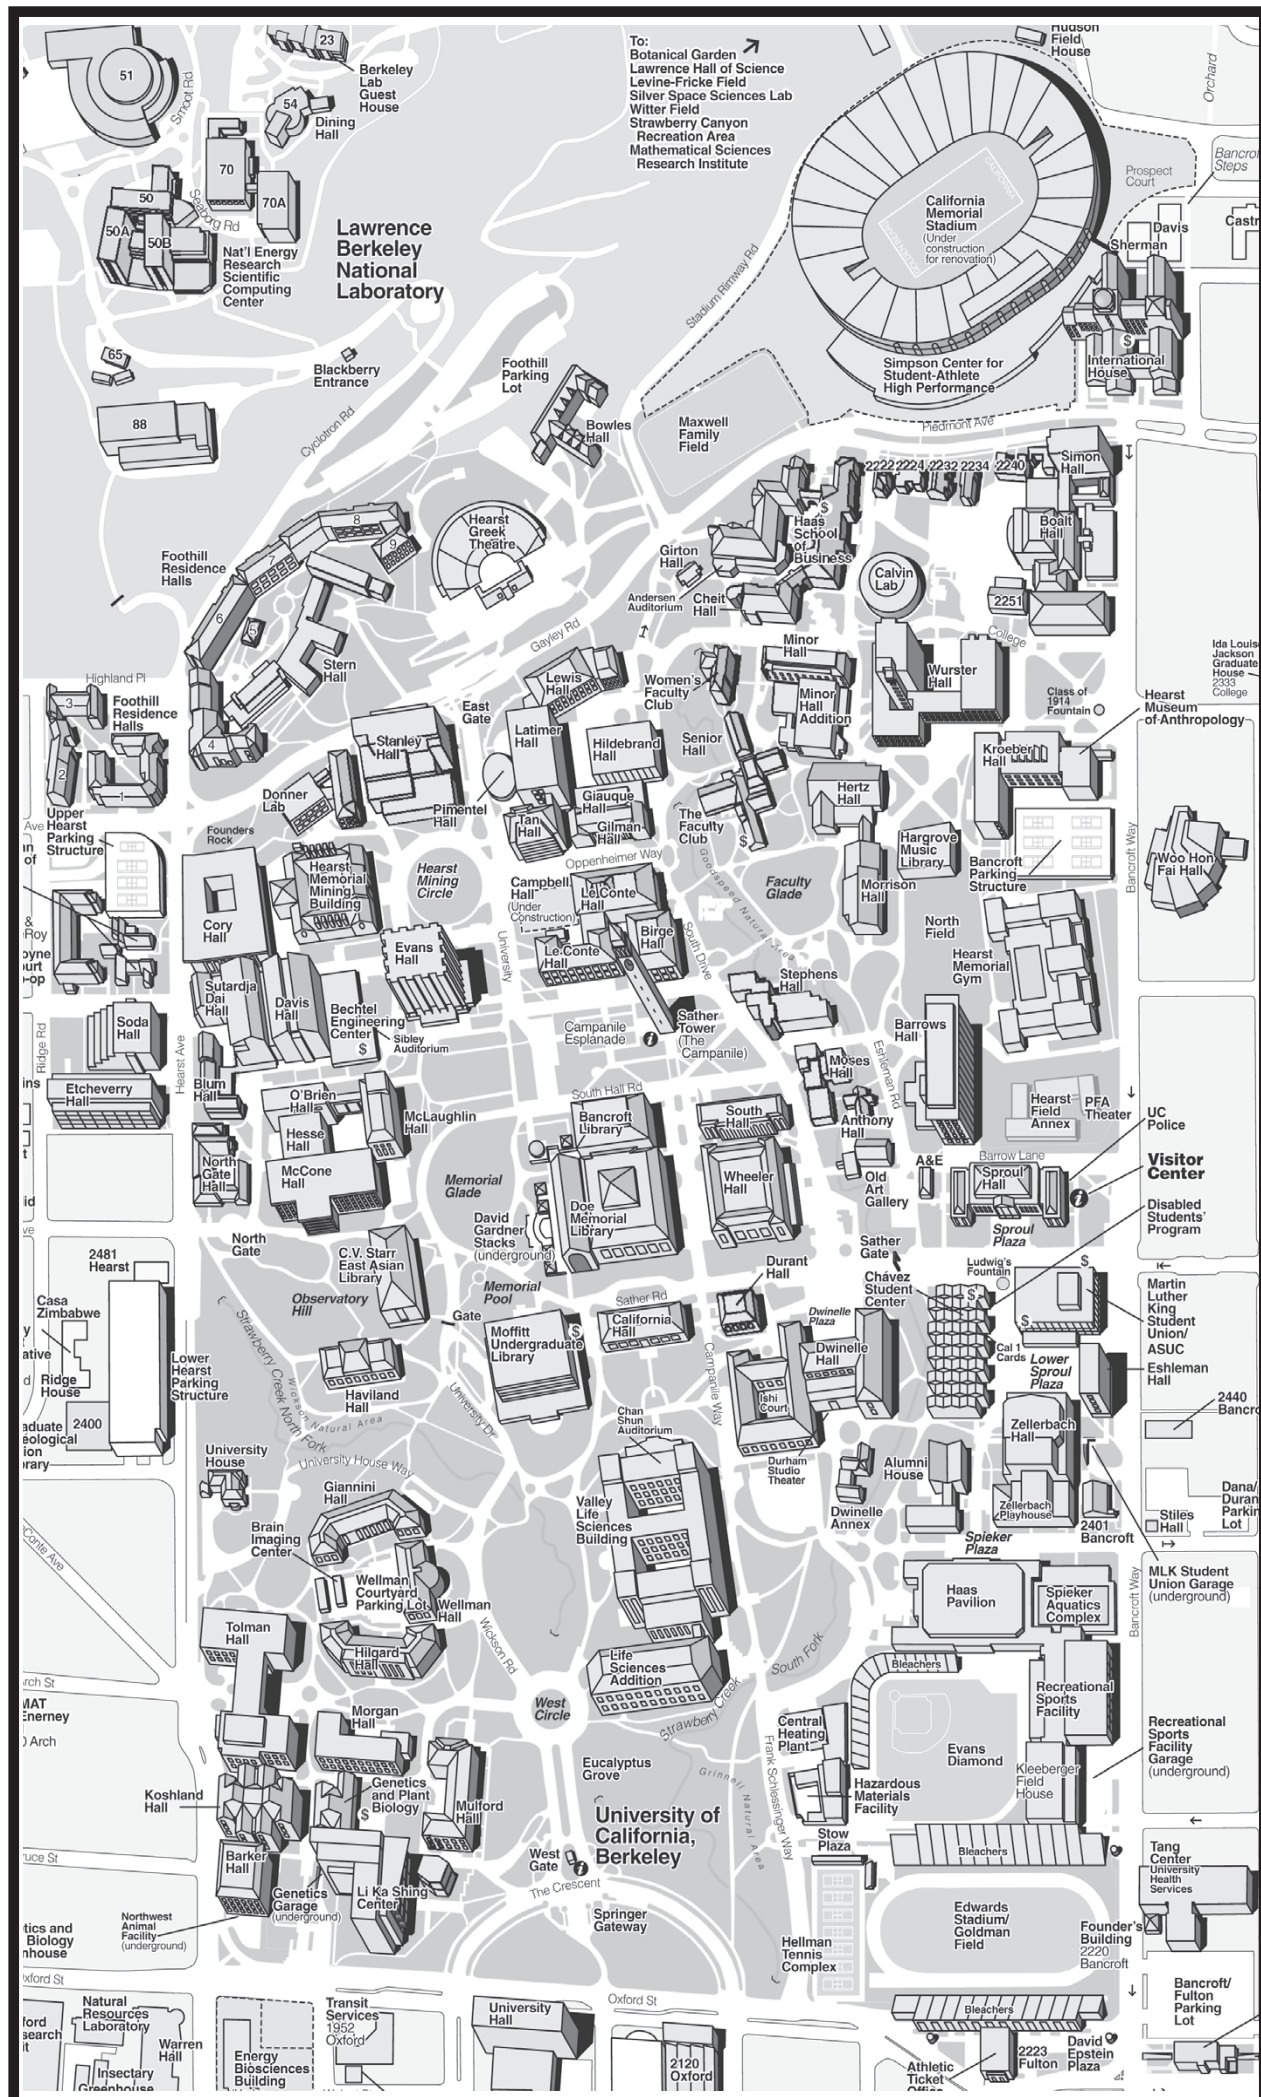 51
Smoot Rd
23
Berkeley
Lab
Guest
House
54
Dining
Hall
70
70A
50
50A
50B
Seaborg Rd
Nat'l Energy
Research
Scientific
Computing
Center
Lawrence
Berkeley
National
Laboratory
To:
Botanical Garden
Lawrence Hall of Science
Levine-Fricke Field
Silver Space Sciences Lab
Witter Field
Strawberry Canyon
Recreation Area
Mathematical Sciences
Research Institute
Hudson
Field
House
Orchard
Bancrof
Steps
Prospect
Court
Castr
Davis
Sherman
California
Memorial
Stadium
(Under
construction
for renovation)
CALIFORNIA
Stadium Rimway Rd
$
International
House
Simpson Center for
Student-Athlete
High Performance
65
88
Blackberry
Entrance
Cyclotron Rd
Foothill
Parking
Lot
Bowles
Hall
Maxwell
Family
Field
Piedmont Ave
2222
2224
2232
2234
2240
Simon
Hall
Boalt
Hall
2251
College
Haas
School
of
Business
$
Calvin
Lab
Girton
Hall
Andersen
Auditorium
Cheit
Hall
Hearst
Greek
Theatre
Foothill
Residence
Halls
8
9
7
6
5
4
Stern
Hall
Gayley Rd
Highland Pl
3
2
1
Foothill
Residence
Halls
Upper
Hearst
Parking
Structure
Lewis
Hall
East
Gate
Latimer
Hall
Hildebrand
Hall
Women's
Faculty
Club
Minor
Hall
Minor
Hall
Addition
Wurster
Hall
Class of
1914
Fountain
Hearst
Museum
of Anthropology
Ida Louis
Jackson
Graduate
House
2333
College
Senior
Hall
Kroeber
Hall
Stanley
Hall
Donner
Lab
Pimentel
Hall
Giauque
Hall
Tan
Hall
Gilman
Hall
The
Faculty
Club
$
Hertz
Hall
Hargrove
Music
Library
Bancroft
Parking
Structure
Bancroft Way
Woo Hon
Fai Hall
Founders
Rock
Hearst
Memorial
Mining
Building
Hearst
Mining
Circle
Oppenheimer Way
Campbell
Hall
(Under
Construction)
LeConte
Hall
Le Conte
Hall
Birge
Hall
Goodspeed Natural Area
Faculty
Glade
Morrison
Hall
North
Field
Hearst
Memorial
Gym
Cory
Hall
Evans
Hall
University
South Drive
Stephens
Hall
Sutardja
Dai
Hall
Davis
Hall
Bechtel
Engineering
Center
$
Sibley
Auditorium
Campanile
Esplanade
Sather
Tower
(The
Campanile)
Barrows
Hall
Soda
Hall
Ridge Rd
Hearst Ave
Etcheverry
Hall
Blum
Hall
O'Brien
Hall
Hesse
Hall
McLaughlin
Hall
McCone
Hall
North
Gate
Hall
South Hall Rd
Bancroft
Library
South
Hall
Moses
Hall
Eshleman Rd
Anthony
Hall
Hearst
Field
Annex
PFA
Theater
UC
Police
Visitor
Center
Barrow Lane
A&E
Sproul
Hall
Sproul
Plaza
Disabled
Students'
Program
Memorial
Glade
David
Gardner
Stacks
(underground)
Doe
Memorial
Library
Wheeler
Hall
Old
Art
Gallery
Sather
Gate
North
Gate
C.V. Starr
East Asian
Library
Observatory
Hill
Gate
Memorial
Pool
Sather Rd
California
Hall
Durant
Hall
Chávez
Student
Center
Ludwig's
Fountain
$
$
$
Dwinelle
Plaza
Dwinelle
Hall
Cal 1
Cards
Lower
Sproul
Plaza
Martin
Luther
King
Student
Union/
ASUC
Eshleman
Hall
2481
Hearst
Casa
Zimbabwe
Ridge
House
2400
Lower
Hearst
Parking
Structure
Haviland
Hall
Moffitt
Undergraduate
Library
$
Campanile Way
Ishi
Court
Durham
Studio
Theater
Zellerbach
Hall
2440
Bancro
Strawberry Creek North Fork
Wickson Natural Area
University Dr
University
House
University House Way
Chan
Shun
Auditorium
Alumni
House
Dwinelle
Annex
Zellerbach
Playhouse
2401
Bancroft
Stiles
Hall
Dana/
Duran
Parkin
Lot
Spieker
Plaza
MLK Student
Union Garage
(underground)
Giannini
Hall
Brain
Imaging
Center
Wellman
Courtyard
Parking Lot
Wellman
Hall
Hilgard
Hall
Valley
Life
Sciences
Building
Haas
Pavilion
Spieker
Aquatics
Complex
Bancroft Way
Tolman
Hall
Wickson Rd
Life
Sciences
Addition
South Fork
Bleachers
Recreational
Sports
Facility
Recreational
Sports
Facility
Garage
(underground)
West
Circle
Strawberry Creek
Morgan
Hall
Central
Heating
Plant
Evans
Diamond
Kleeberger
Field
House
Koshland
Hall
Genetics
and Plant
Biology
$
Mulford
Hall
Eucalyptus
Grove
Grinnell Natural Area
Frank Schlessinger Way
Hazardous
Materials
Facility
University of
California,
Berkeley
Stow
Plaza
Bleachers
Barker
Hall
Genetics
Garage
(underground)
Li Ka Shing
Center
West
Gate
The Crescent
Springer
Gateway
Tang
Center
University
Health
Services
Northwest
Animal
Facility
(underground)
Hellman
Tennis
Complex
Edwards
Stadium/
Goldman
Field
Founder's
Building
2220
Bancroft
Oxford St
Natural
Resources
Laboratory
Warren
Hall
Insectary
Greenhouse
Energy
Biosciences
Building
Transit
Services
1952
Oxford
University
Hall
2120
Oxford
Bleachers
Athletic
Ticket
Office
2223
Fulton
David
Epstein
Plaza
Bancroft/
Fulton
Parking
Lot